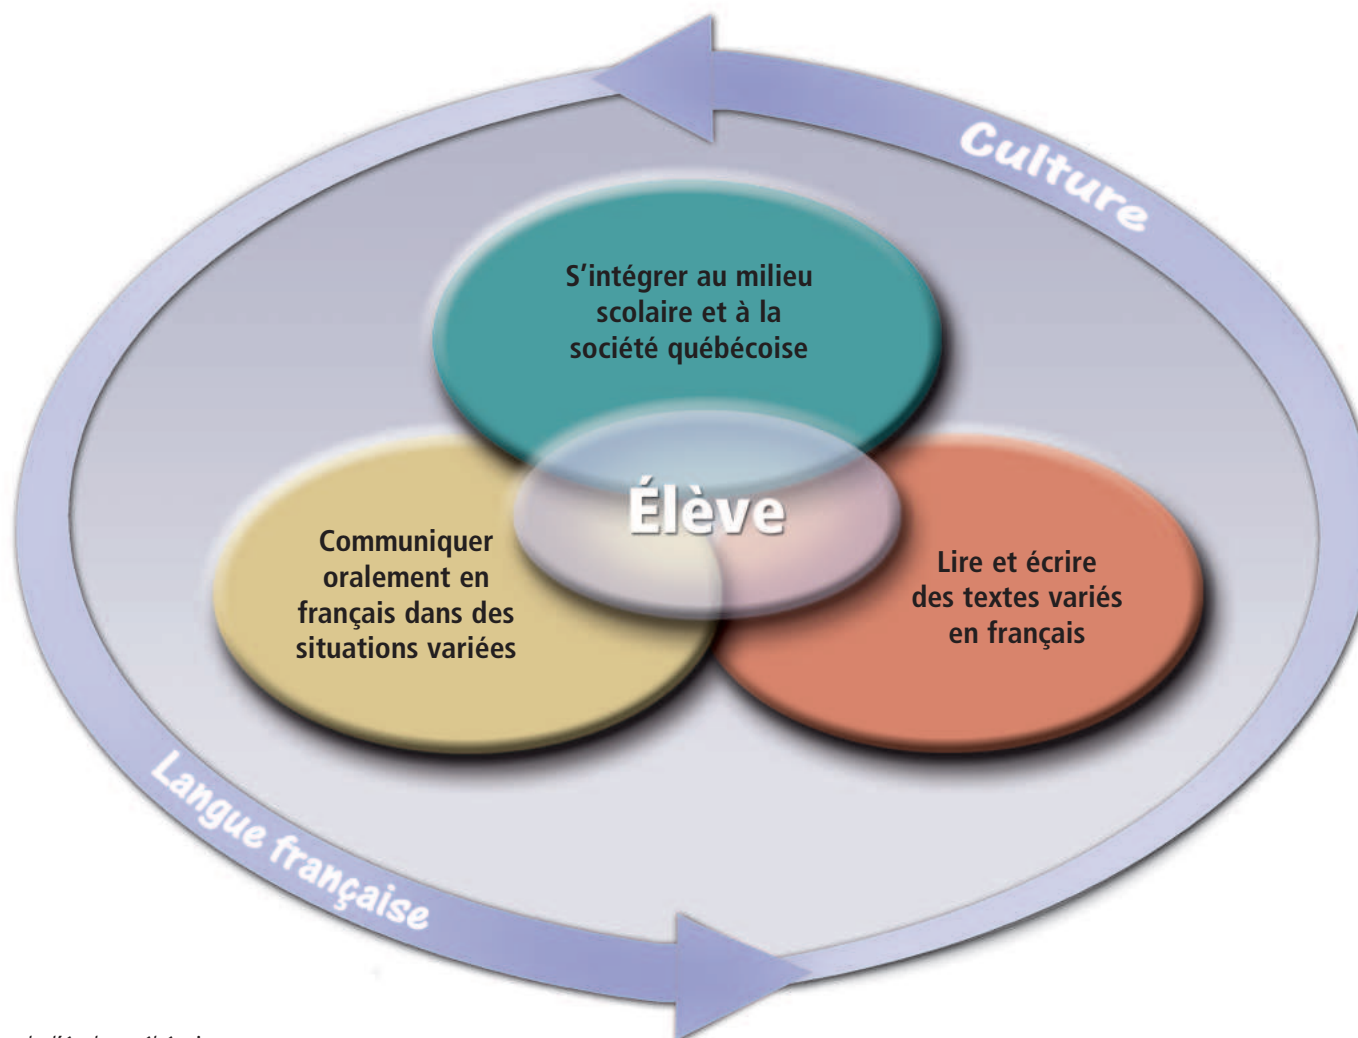 Culture
S’intégrer au milieu
scolaire et à la
société québécoise
Élève
Communiquer
oralement en
français dans des
situations variées
Lire et écrire
des textes variés
en français
Langue française